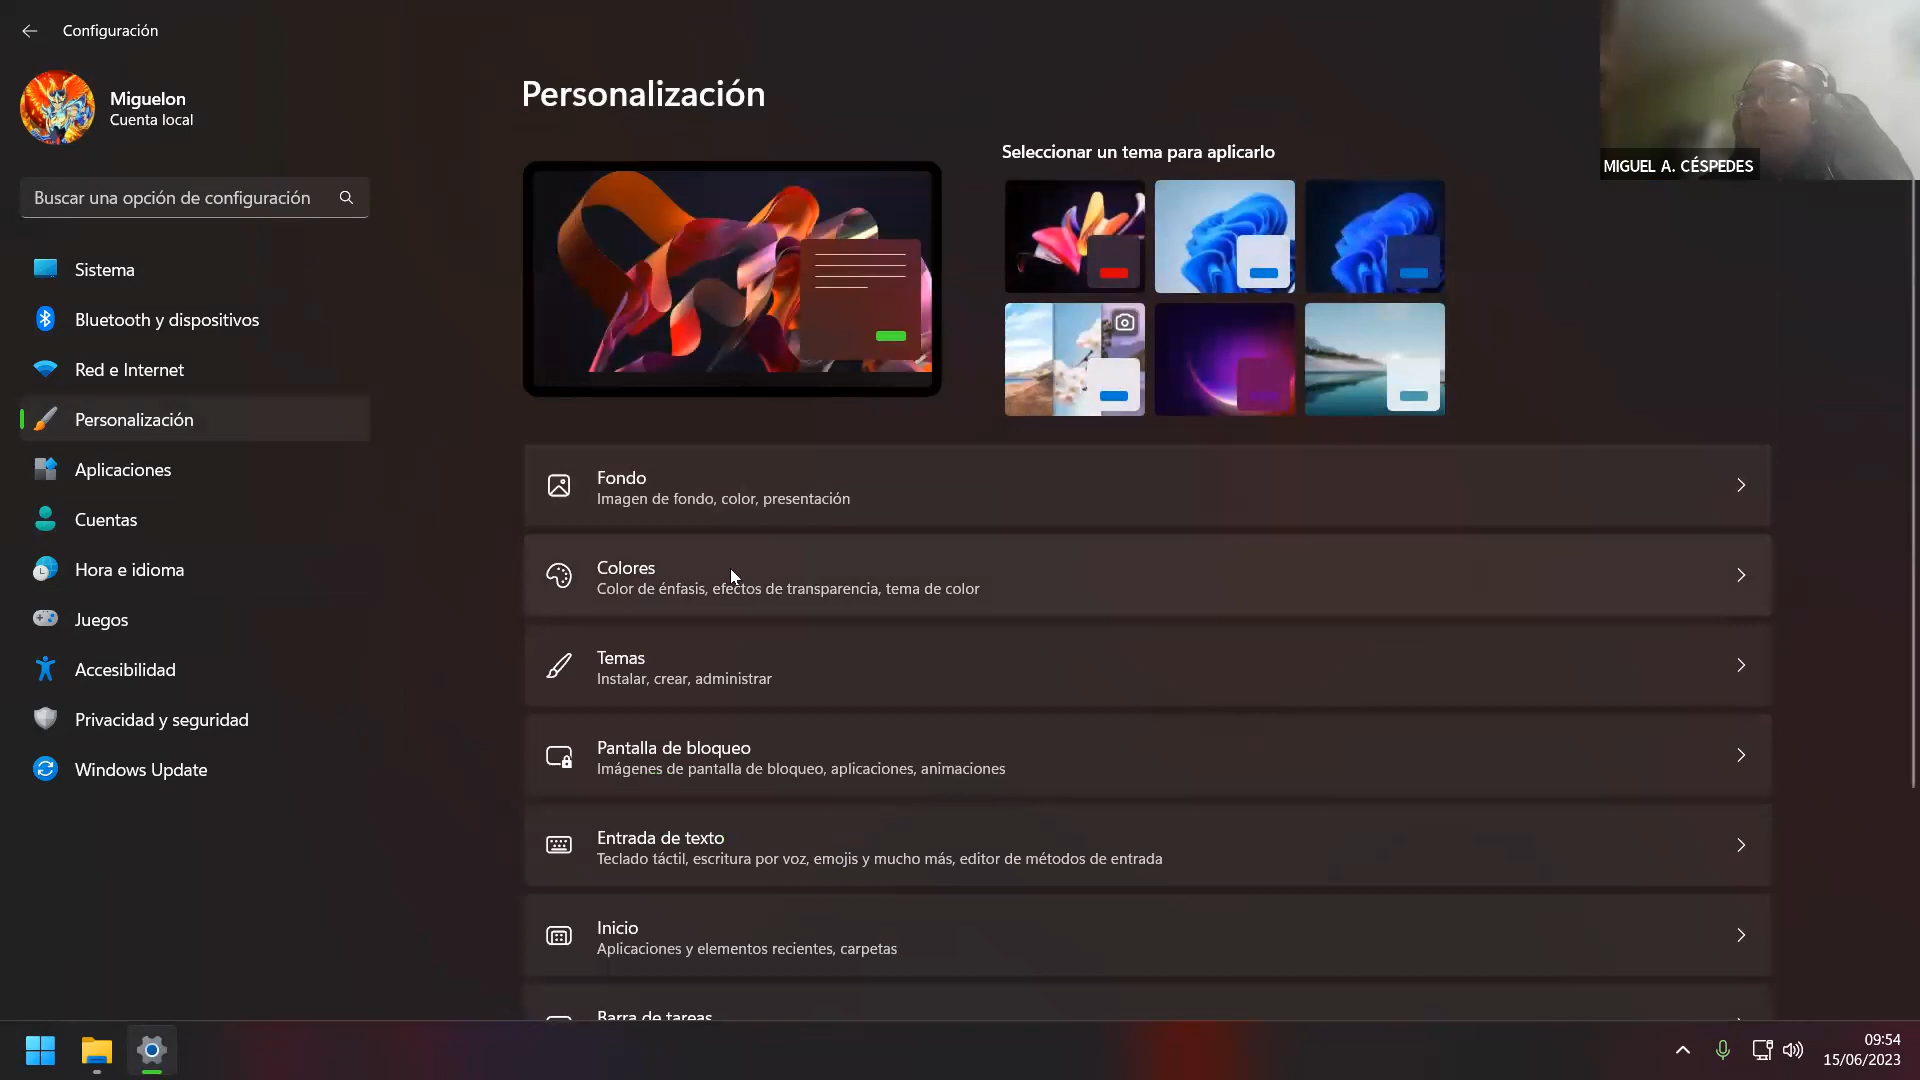 Configuración
Miguelon
Cuenta local
Buscar una opción de configuración
Sistema
Bluetooth y dispositivos
Red e Internet
Personalización
Aplicaciones
Cuentas
Hora e idioma
Juegos
Accesibilidad
Privacidad y seguridad
Windows Update
Personalización
Seleccionar un tema para aplicarlo
Fondo
Imagen de fondo, color, presentación
Colores
Color de énfasis, efectos de transparencia, tema de color
Temas
Instalar, crear, administrar
Pantalla de bloqueo
Imágenes de pantalla de bloqueo, aplicaciones, animaciones
Entrada de texto
Teclado táctil, escritura por voz, emojis y mucho más, editor de métodos de entrada
Inicio
Aplicaciones y elementos recientes, carpetas
Barra de tareas
MIGUEL A. CÉSPEDES
09:54
15/06/2023